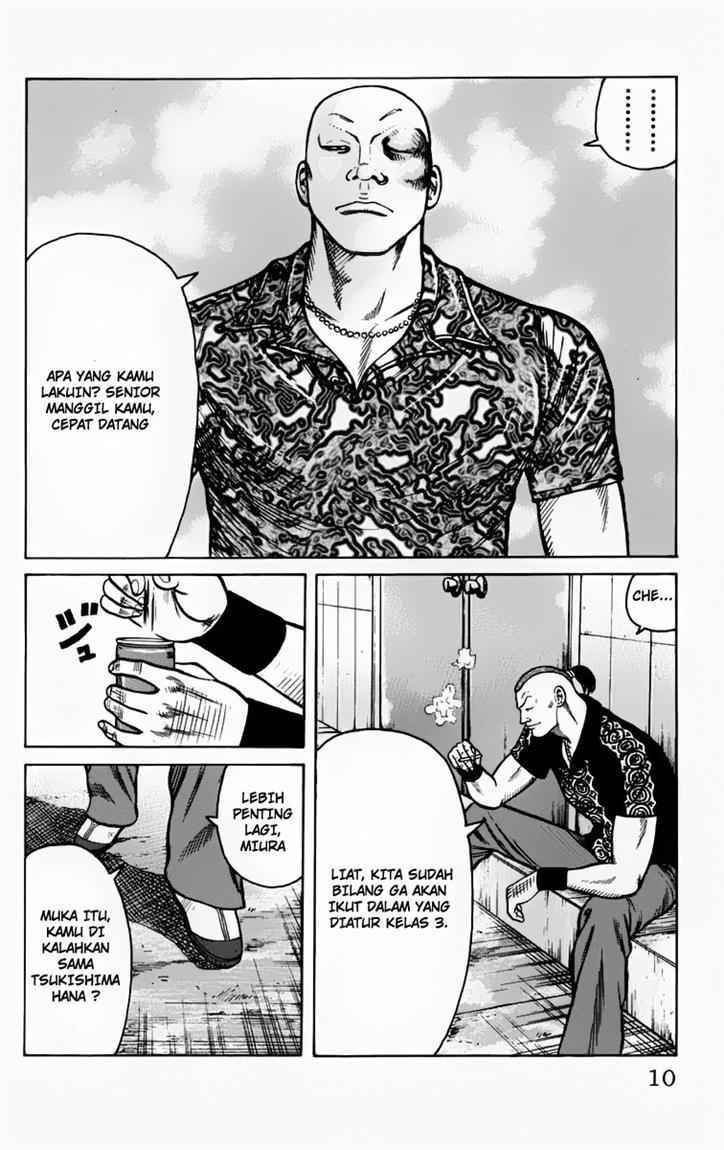 APA YANG KAMU
LAKUIN? SENIOR
MANGGIL KAMU,
CEPAT DATANG
CHE...
LIAT, KITA SUDAH
BILANG GA AKAN
IKUT DALAM YANG
DIATUR KELAS 3.
ジュ
LEBIH
PENTING
LAGI,
MIURA
MUKA ITU,
KAMU DI
KALAHKAN
SAMA
TSUKISHIMA
HANA ?
10